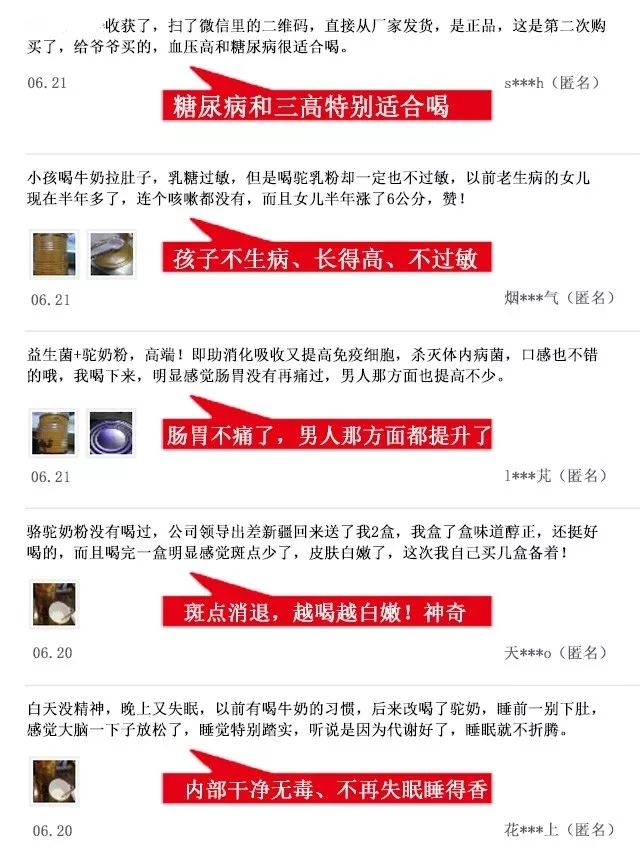 收获了，扫了微信里的二维码，直接从厂家发货，是正品，这是第二次购
买了，给爷爷买的，血压高和糖尿病很适合喝。
06.21
s***h（匿名）
糖尿病和三高特别适合喝
小孩喝牛奶拉肚子，乳糖过敏，但是喝驼乳粉却一定也不过敏，以前老生病的女儿
现在半年多了，连个咳嗽都没有，而且女儿半年涨了6公分，赞！
孩子不生病、长得高、不过敏
06.21
烟***气（匿名）
益生菌+驼奶粉，高端！即助消化吸收又提高免疫细胞，杀灭体内病菌，口感也不错
的哦，我喝下来，明显感觉肠胃没有再痛过，男人那方面也提高不少。
肠胃不痛了，男人那方面都提升了
06.21
l***芃（匿名）
骆驼奶粉没有喝过，公司领导出差新疆回来送了我2盒，我盒了盒味道醇正，还挺好
喝的，而且喝完一盒明显感觉斑点少了，皮肤白嫩了，这次我自己买几盒备着！
斑点消退，越喝越白嫩！神奇
06.20
天***o（匿名）
白天没精神，晚上又失眠，以前有喝牛奶的习惯，后来改喝了驼奶，睡前一别下肚，
感觉大脑一下子放松了，睡觉特别踏实，听说是因为代谢好了，睡眠就不折腾。
内部干净无毒、不再失眠睡得香
06.20
花***上（匿名）